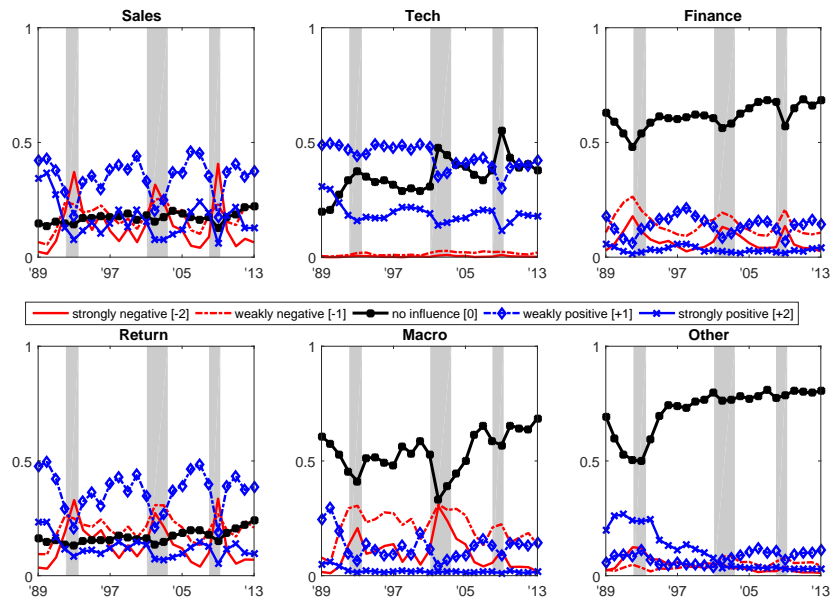 Sales
Tech
Finance
1
0.5
0
'89 '97 '05 '13
1
0.5
0
'89 '97 '05 '13
1
0.5
0
'89 '97 '05 '13
strongly negative [-2] weakly negative [-1] no influence [0] weakly positive [+1] strongly positive [+2]
Return
Macro
Other
1
0.5
0
'89 '97 '05 '13
1
0.5
0
'89 '97 '05 '13
1
0.5
0
'89 '97 '05 '13